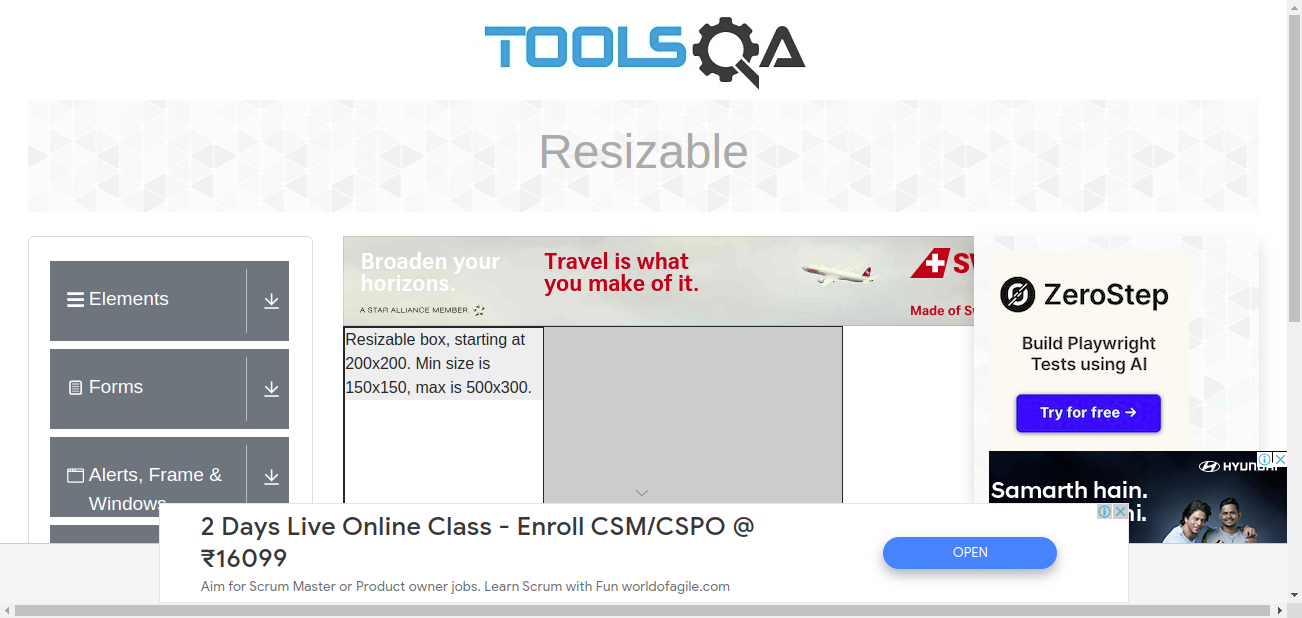 TOOLSQA
Resizable
Elements
Forms
Alerts, Frame &
Windows
Broaden your
horizons.
A STAR ALLIANCE MEMBER
Travel is what
you make of it.
Made of
Resizable box, starting at
200x200. Min size is
150x150, max is 500x300.
ZeroStep
Build Playwright
Tests using AI
Try for free →
HYUNDAI
Samarth hain.
2 Days Live Online Class - Enroll CSM/CSPO @
₹16099
Aim for Scrum Master or Product owner jobs. Learn Scrum with Fun worldofagile.com
OPEN